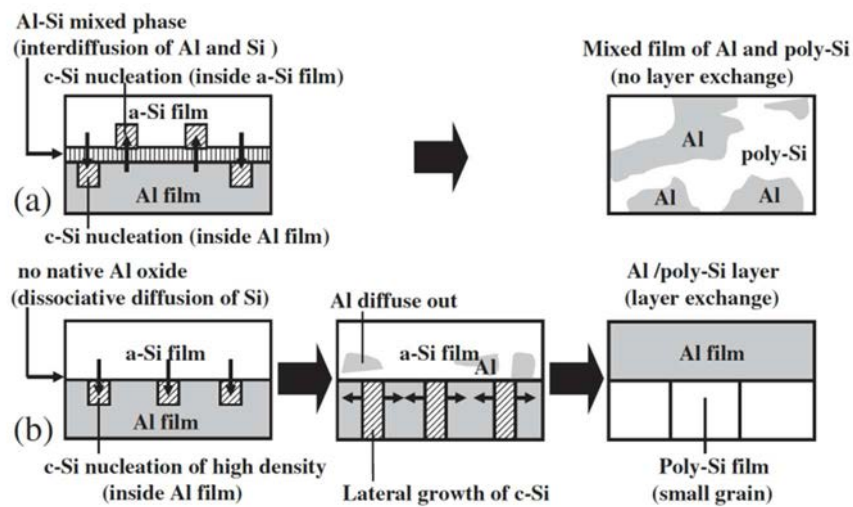 Al-Si mixed phase
(interdiffusion of Al and Si )
c-Si nucleation (inside a-Si film)
a-Si film
Al film
(a)
c-Si nucleation (inside Al film)
Mixed film of Al and poly-Si
(no layer exchange)
Al
poly-Si
Al
Al
no native Al oxide
(dissociative diffusion of Si)
a-Si film
Al film
(b)
c-Si nucleation of high density
(inside Al film)
Al diffuse out
a-Si film
Al
Lateral growth of c-Si
Al /poly-Si layer
(layer exchange)
Al film
Poly-Si film
(small grain)